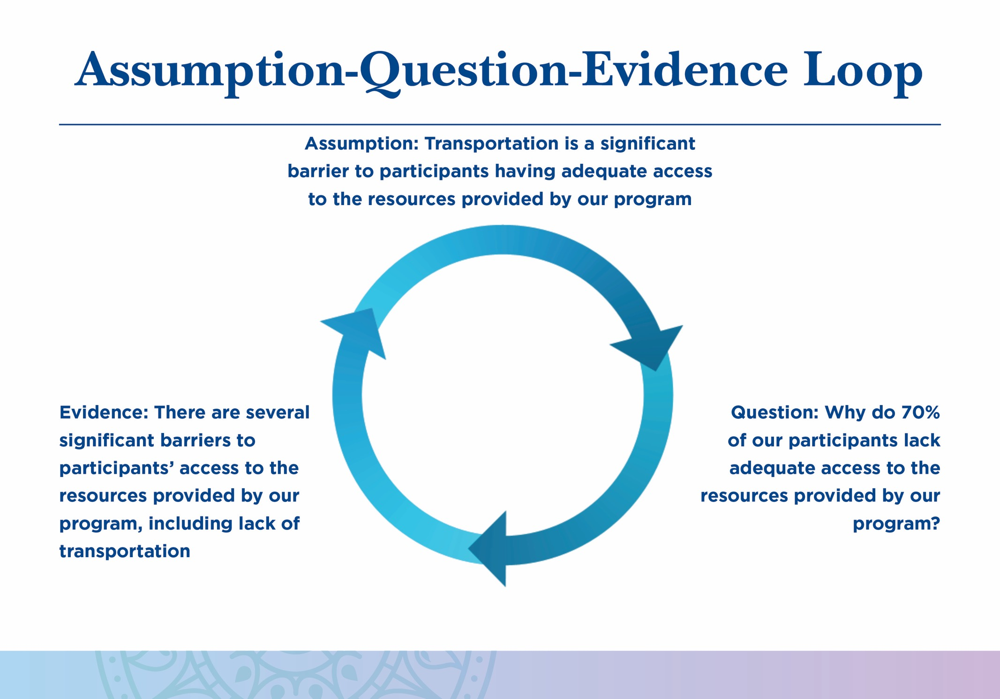 Assumption-Question-Evidence Loop
Assumption: Transportation is a significant
barrier to participants having adequate access
to the resources provided by our program
Question: Why do 70%
of our participants lack
adequate access to the
resources provided by our
program?
Evidence: There are several
significant barriers to
participants’ access to the
resources provided by our
program, including lack of
transportation